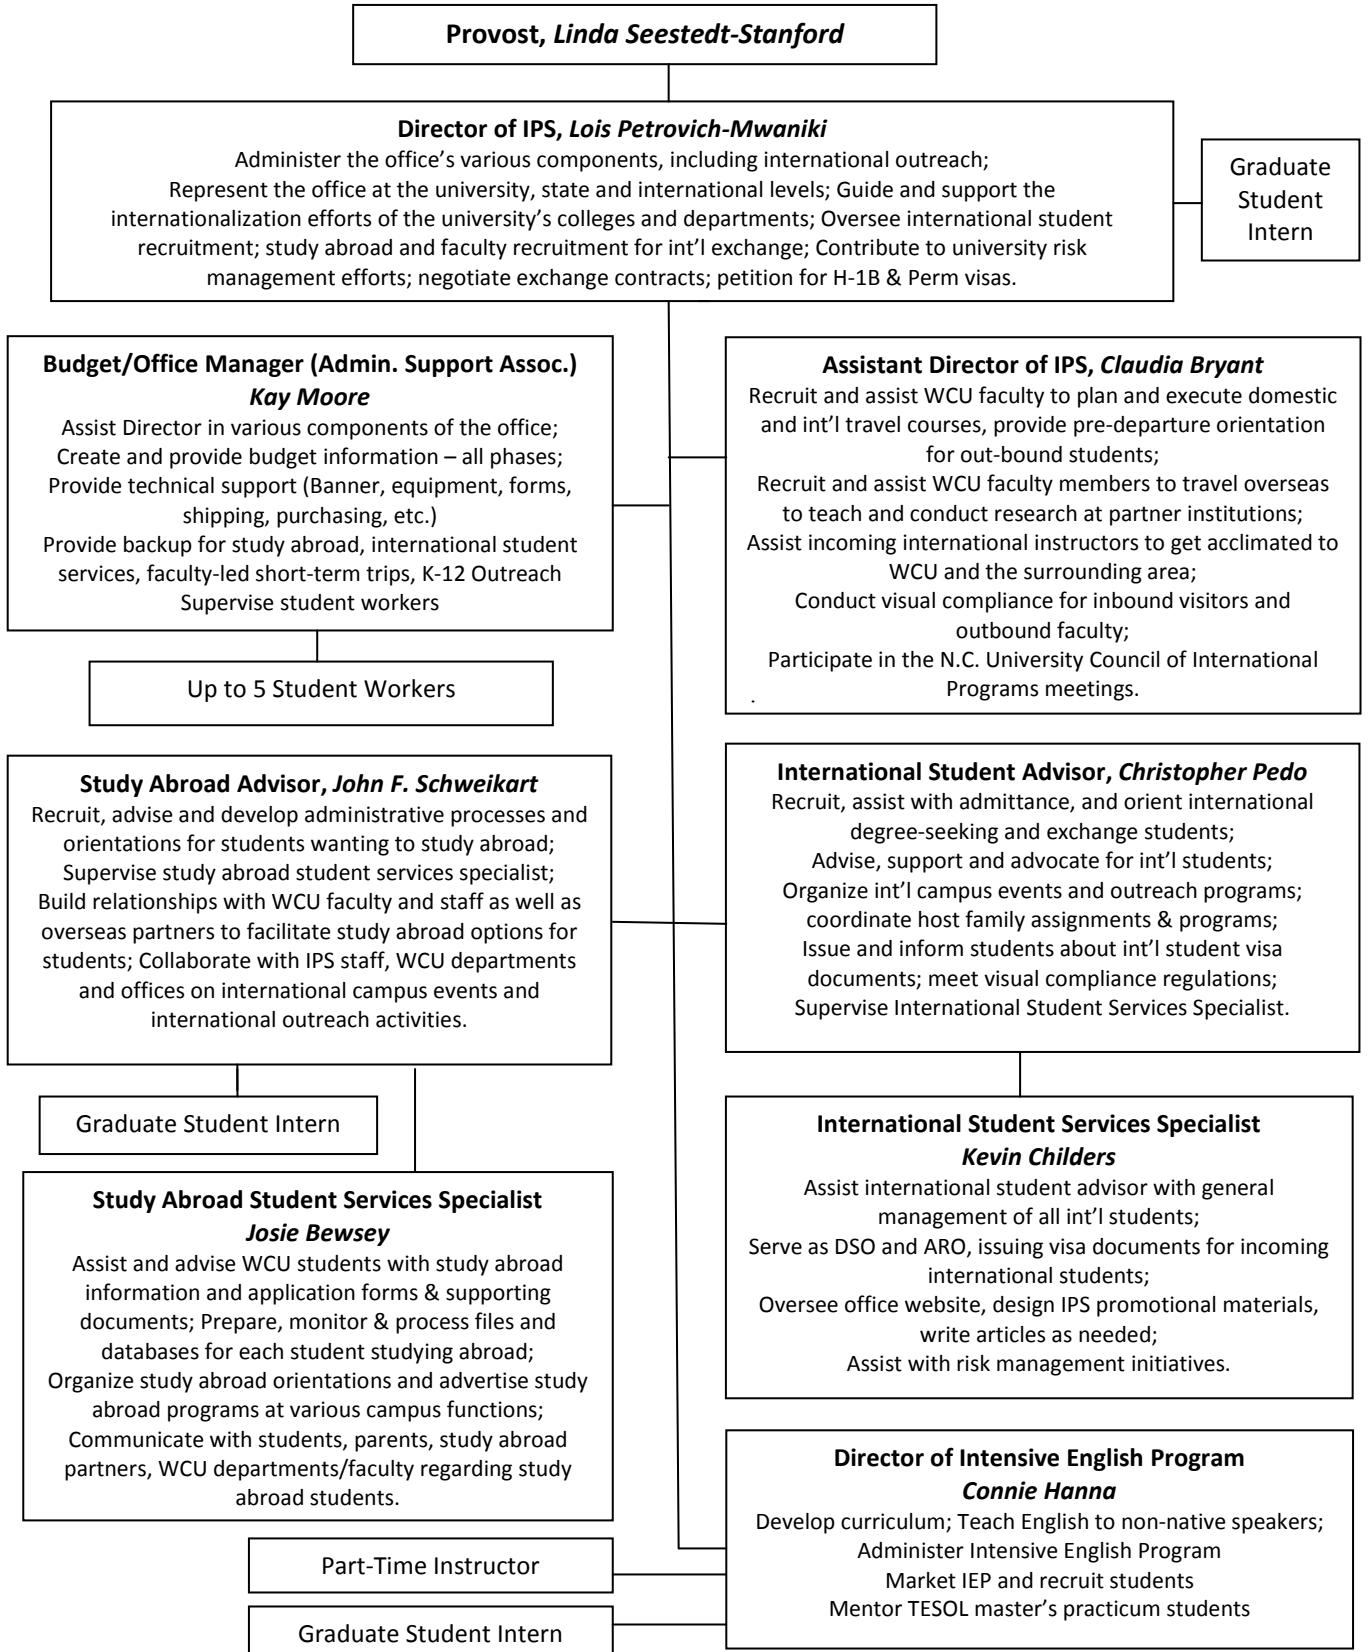 Provost, Linda Seestedt-Stanford
Director of IPS, Lois Petrovich-Mwaniki
Administer the office’s various components, including international outreach;
Represent the office at the university, state and international levels; Guide and support the
internationalization efforts of the university’s colleges and departments; Oversee international student
recruitment; study abroad and faculty recruitment for int’l exchange; Contribute to university risk
management efforts; negotiate exchange contracts; petition for H-1B & Perm visas.
Graduate
Student
Intern
Budget/Office Manager (Admin. Support Assoc.)
Kay Moore
Assist Director in various components of the office;
Create and provide budget information – all phases;
Provide technical support (Banner, equipment, forms,
shipping, purchasing, etc.)
Provide backup for study abroad, international student
services, faculty-led short-term trips, K-12 Outreach
Supervise student workers
Up to 5 Student Workers
Assistant Director of IPS, Claudia Bryant
Recruit and assist WCU faculty to plan and execute domestic
and int’l travel courses, provide pre-departure orientation
for out-bound students;
Recruit and assist WCU faculty members to travel overseas
to teach and conduct research at partner institutions;
Assist incoming international instructors to get acclimated to
WCU and the surrounding area;
Conduct visual compliance for inbound visitors and
outbound faculty;
Participate in the N.C. University Council of International
Programs meetings.
.
Study Abroad Advisor, John F. Schweikart
Recruit, advise and develop administrative processes and
orientations for students wanting to study abroad;
Supervise study abroad student services specialist;
Build relationships with WCU faculty and staff as well as
overseas partners to facilitate study abroad options for
students; Collaborate with IPS staff, WCU departments
and offices on international campus events and
international outreach activities.
Graduate Student Intern
International Student Advisor, Christopher Pedo
Recruit, assist with admittance, and orient international
degree-seeking and exchange students;
Advise, support and advocate for int’l students;
Organize int’l campus events and outreach programs;
coordinate host family assignments & programs;
Issue and inform students about int’l student visa
documents; meet visual compliance regulations;
Supervise International Student Services Specialist.
Study Abroad Student Services Specialist
Josie Bewsey
Assist and advise WCU students with study abroad
information and application forms & supporting
documents; Prepare, monitor & process files and
databases for each student studying abroad;
Organize study abroad orientations and advertise study
abroad programs at various campus functions;
Communicate with students, parents, study abroad
partners, WCU departments/faculty regarding study
abroad students.
International Student Services Specialist
Kevin Childers
Assist international student advisor with general
management of all int’l students;
Serve as DSO and ARO, issuing visa documents for incoming
international students;
Oversee office website, design IPS promotional materials,
write articles as needed;
Assist with risk management initiatives.
Director of Intensive English Program
Connie Hanna
Develop curriculum; Teach English to non-native speakers;
Administer Intensive English Program
Market IEP and recruit students
Mentor TESOL master’s practicum students
Part-Time Instructor
Graduate Student Intern